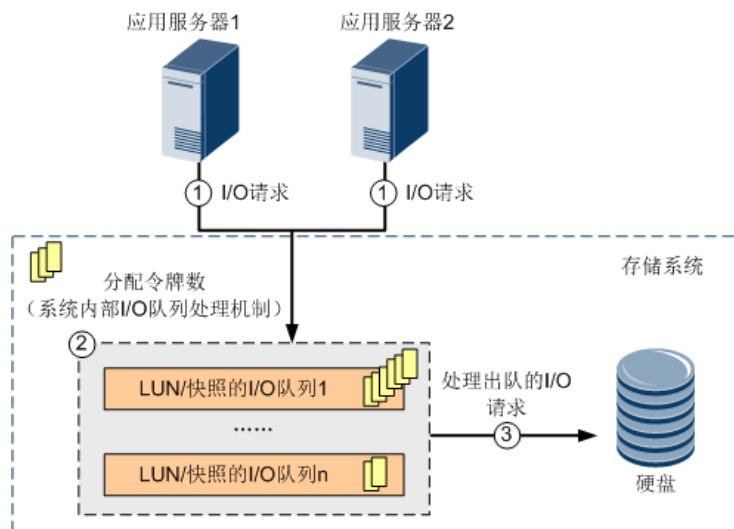 应用服务器1
应用服务器2
① I/O请求
① I/O请求
存储系统
分配令牌数
（系统内部I/O队列处理机制）
②
LUN/快照的I/O队列1
……
LUN/快照的I/O队列n
处理出队的I/O
请求
③
硬盘